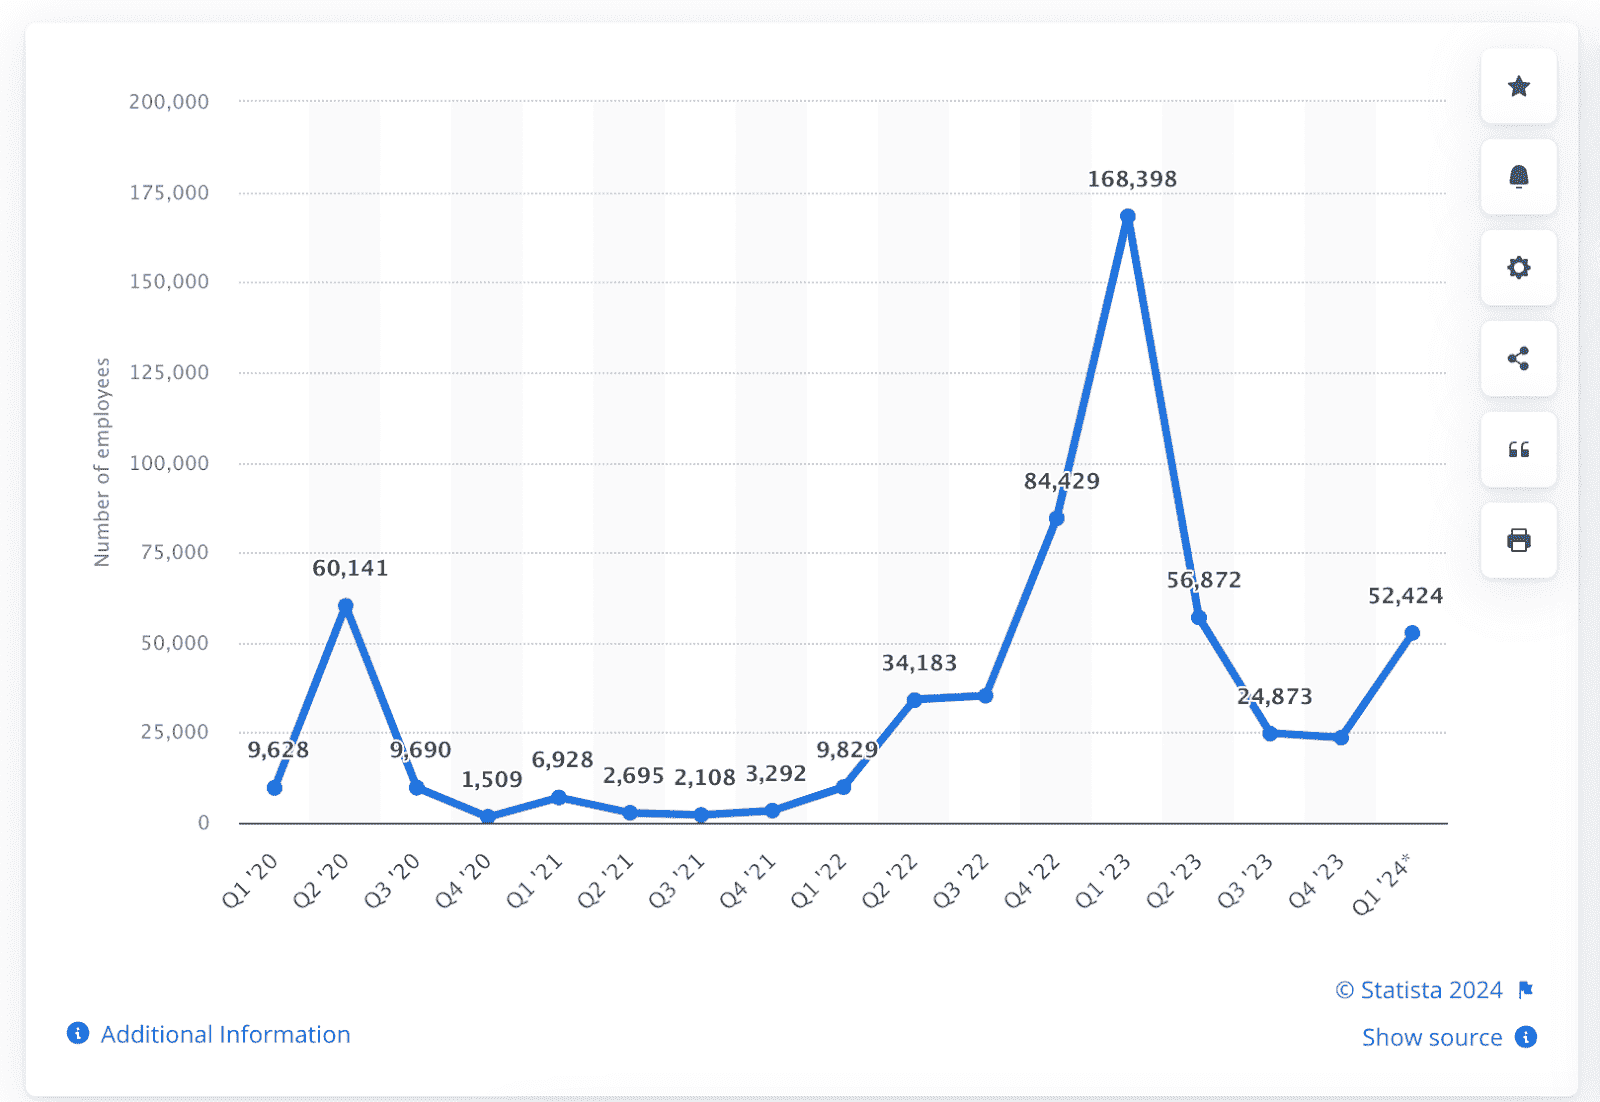 200,000
175,000
150,000
125,000
100,000
75,000
50,000
25,000
0
Number of employees
9,628
60,141
9,690
1,509
6,928
2,695
2,108
3,292
9,829
34,183
84,429
168,398
56,872
24,873
52,424
Q1 '20
Q2 '20
Q3 '20
Q4 '20
Q1 '21
Q2 '21
Q3 '21
Q4 '21
Q1 '22
Q2 '22
Q3 '22
Q4 '22
Q1 '23
Q2 '23
Q3 '23
Q4 '23
Q1 '24*
© Statista 2024
Additional Information
Show source